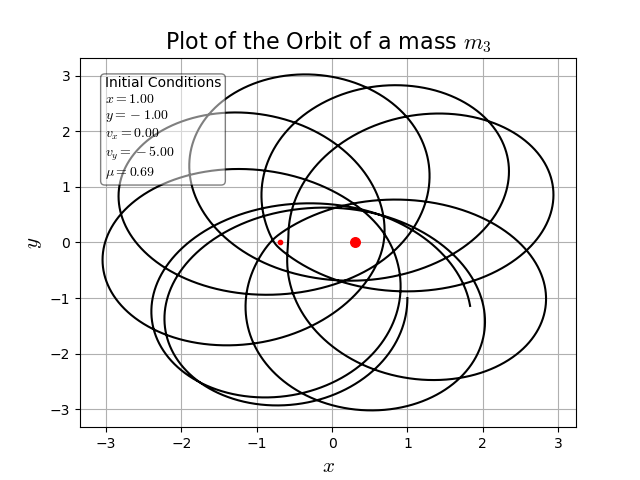 Plot of the Orbit of a mass m₃
Initial Conditions
x = 1.00
y = −1.00
vₓ = 0.00
v_y = −5.00
μ = 0.69
3
2
1
0
−1
−2
−3
y
−3 −2 −1 0 1 2 3
x